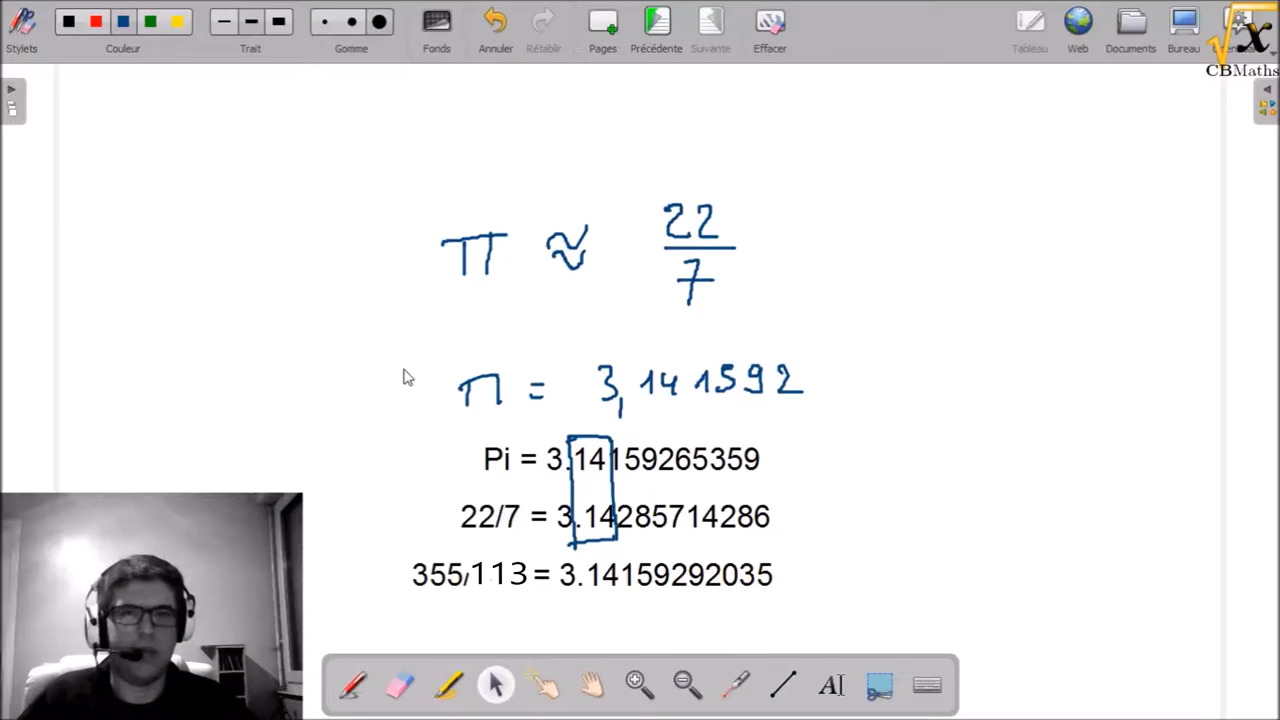 Stylets Couleur Trait Gomme Fonds Annuler Rétablir Pages Précédente Suivante Effacer Tableau Web Documents Bureau
√x
CBMaths
π ≈ 22/7
π = 3,141592
Pi = 3.14159265359
22/7 = 3.14285714286
355/113 = 3.14159292035
AI